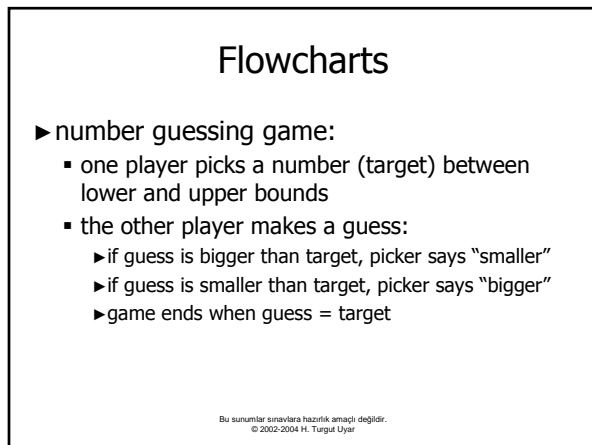 Flowcharts
►number guessing game:
▪ one player picks a number (target) between
lower and upper bounds
▪ the other player makes a guess:
►if guess is bigger than target, picker says “smaller”
►if guess is smaller than target, picker says “bigger”
►game ends when guess = target
Bu sunumlar sınavlara hazırlık amaçlı değildir.
© 2002-2004 H. Turgut Uyar